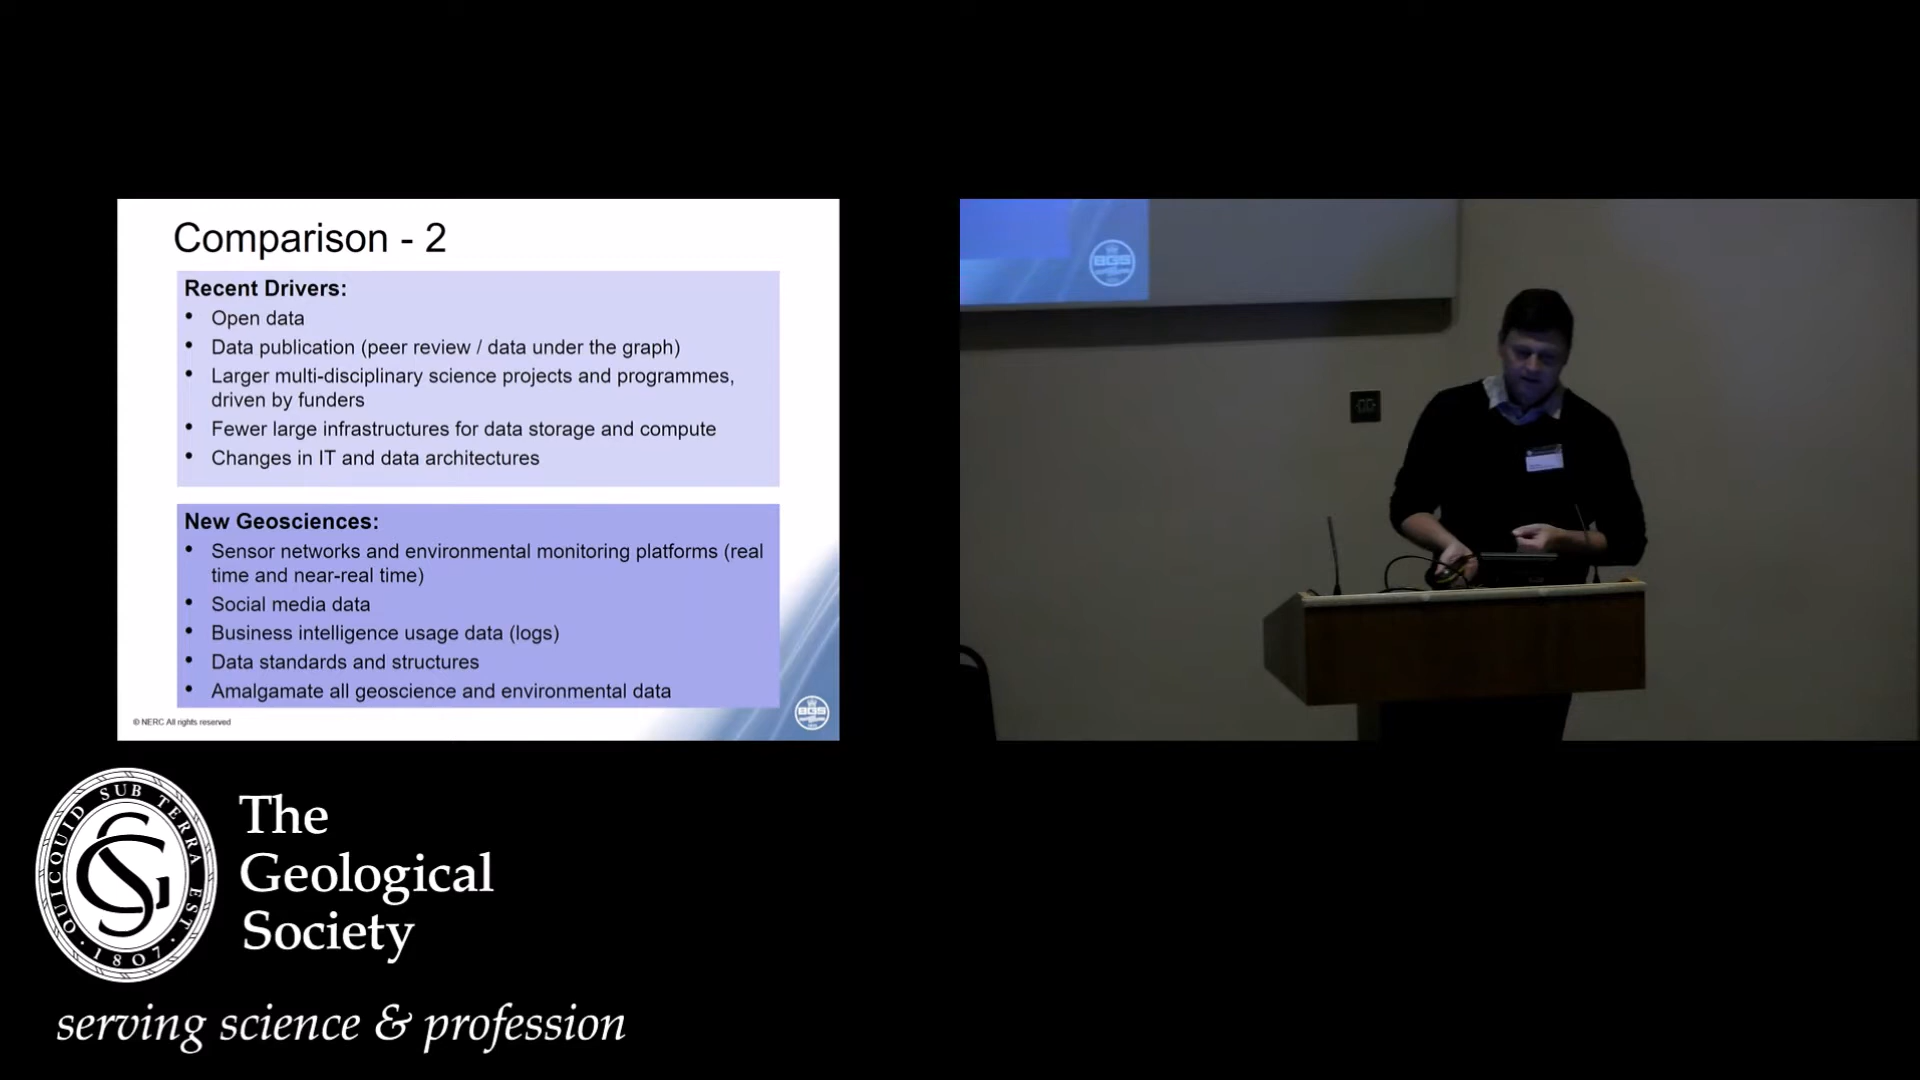 Comparison - 2
Recent Drivers:
• Open data
• Data publication (peer review / data under the graph)
• Larger multi-disciplinary science projects and programmes,
driven by funders
• Fewer large infrastructures for data storage and compute
• Changes in IT and data architectures
New Geosciences:
• Sensor networks and environmental monitoring platforms (real
time and near-real time)
• Social media data
• Business intelligence usage data (logs)
• Data standards and structures
• Amalgamate all geoscience and environmental data
© NERC All rights reserved
BGS
BGS
QUICQUID SUB TERRA EST
1807
GS
The
Geological
Society
serving science & profession